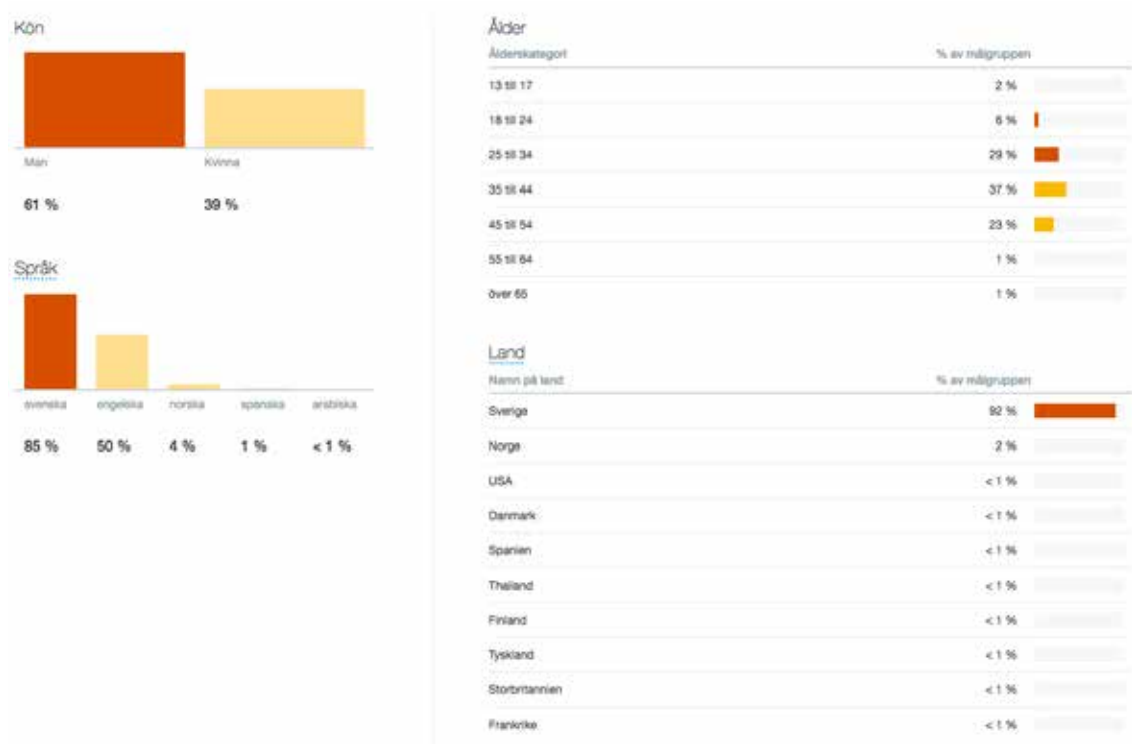 Kön
Man Kvinna
61 % 39 %
Språk
svenska engelska norska spanska arabiska
85 % 50 % 4 % 1 % < 1 %
Ålder
Ålderskategori % av målgruppen
13 till 17 2 %
18 till 24 6 %
25 till 34 29 %
35 till 44 37 %
45 till 54 23 %
55 till 64 1 %
över 65 1 %
Land
Namn på land % av målgruppen
Sverige 92 %
Norge 2 %
USA < 1 %
Danmark < 1 %
Spanien < 1 %
Thailand < 1 %
Finland < 1 %
Tyskland < 1 %
Storbritannien < 1 %
Frankrike < 1 %